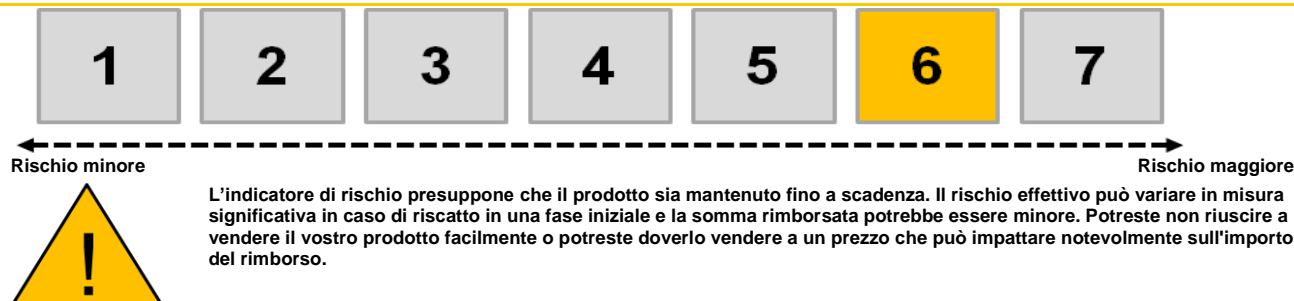 1 2 3 4 5 6 7
Rischio minore Rischio maggiore
L'indicatore di rischio presuppone che il prodotto sia mantenuto fino a scadenza. Il rischio effettivo può variare in misura
significativa in caso di riscatto in una fase iniziale e la somma rimborsata potrebbe essere minore. Potreste non riuscire a
vendere il vostro prodotto facilmente o potreste doverlo vendere a un prezzo che può impattare notevolmente sull'importo
del rimborso.
!